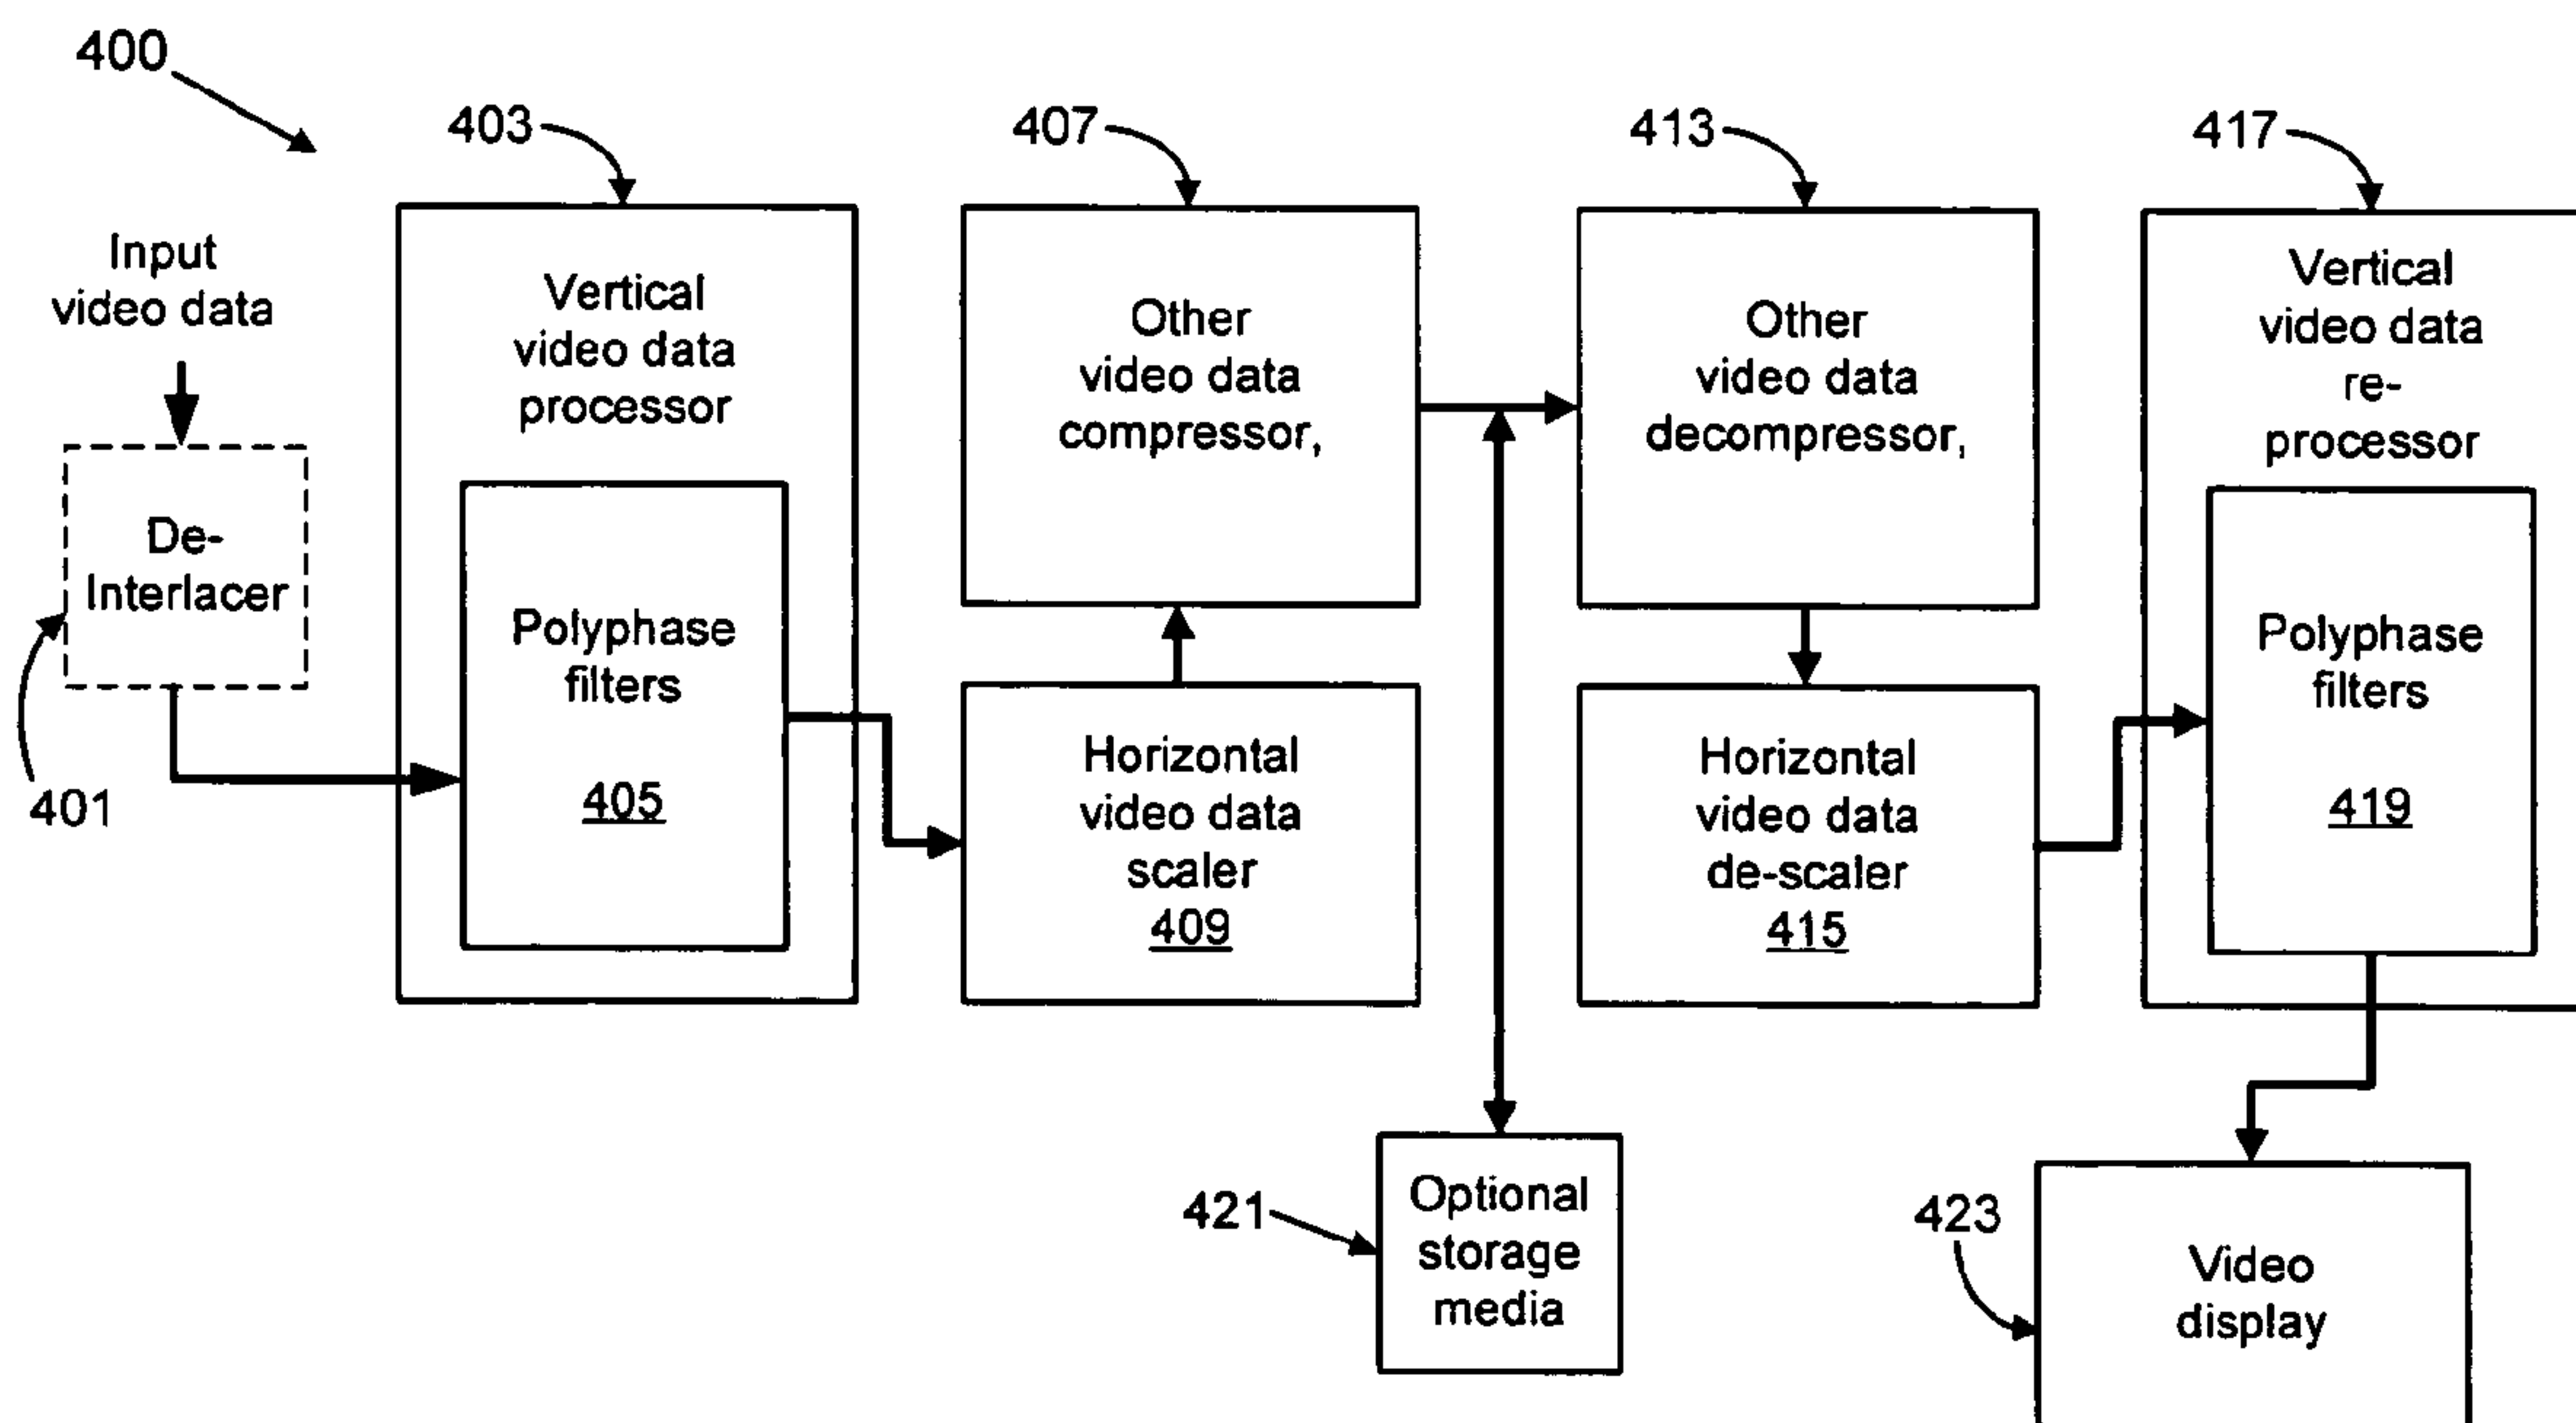 400
403
407
413
417
Input
video data
De-
Interlacer
401
Vertical
video data
processor
Polyphase
filters
405
Other
video data
compressor,
Horizontal
video data
scaler
409
Other
video data
decompressor,
Horizontal
video data
de-scaler
415
Vertical
video data
re-
processor
Polyphase
filters
419
421
Optional
storage
media
423
Video
display